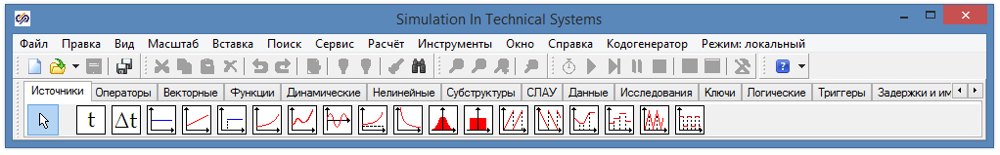 Simulation In Technical Systems
Файл Правка Вид Масштаб Вставка Поиск Сервис Расчёт Инструменты Окно Справка Кодогенератор Режим: локальный
Источники Операторы Векторные Функции Динамические Нелинейные Субструктуры СПАУ Данные Исследования Ключи Логические Триггеры Задержки и им
t Δt